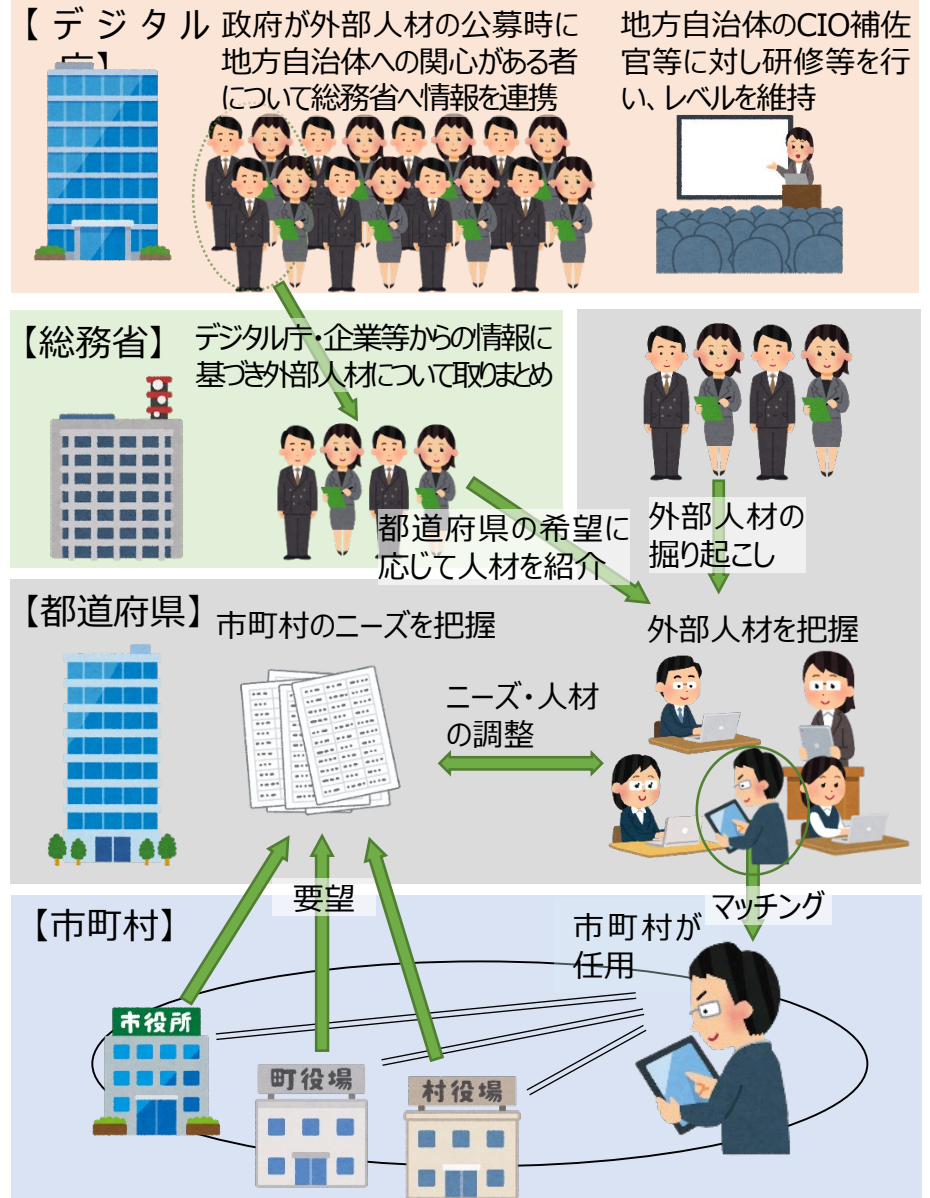 【デジタル
庁】
政府が外部人材の公募時に
地方自治体への関心がある者
について総務省へ情報を連携
地方自治体のCIO補佐
官等に対し研修等を行
い、レベルを維持
【総務省】
デジタル庁・企業等からの情報に
基づき外部人材について取りまとめ
都道府県の希望に
応じて人材を紹介
外部人材の
掘り起こし
【都道府県】
市町村のニーズを把握
外部人材を把握
ニーズ・人材
の調整
要望
マッチング
【市町村】
市町村が
任用
市役所
町役場
村役場